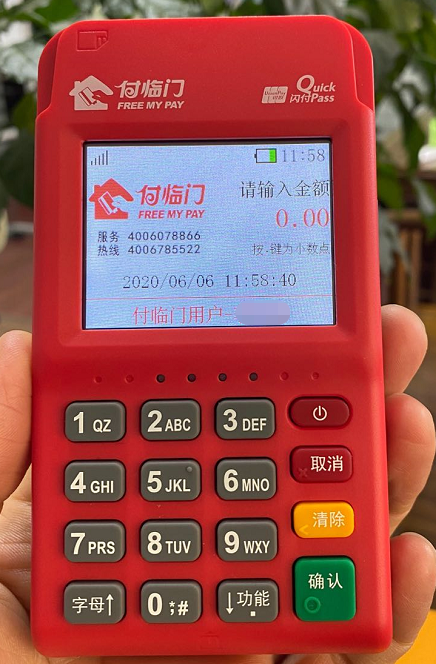 付临门
FREE MY PAY
Quick
闪付Pass
11:58
付临门
FREE MY PAY
请输入金额
0.00
服务 4006078866
热线 4006785522
按.键为小数点
2020/06/06 11:58:40
付临门用户
1 QZ
2 ABC
3 DEF
4 GHI
5 JKL
6 MNO
取消
7 PRS
8 TUV
9 WXY
清除
字母↑
0 *,#
↓功能
.
确认